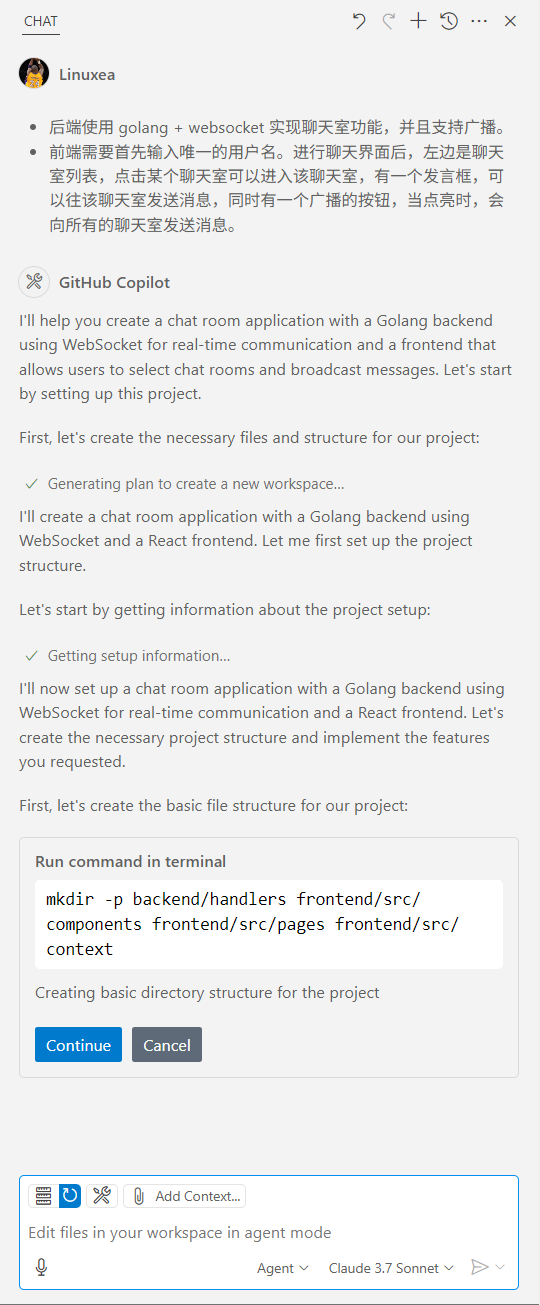 CHAT
Linuxea
• 后端使用 golang + websocket 实现聊天室功能，并且支持广播。
• 前端需要首先输入唯一的用户名。进行聊天界面后，左边是聊天
室列表，点击某个聊天室可以进入该聊天室，有一个发言框，可
以往该聊天室发送消息，同时有一个广播的按钮，当点亮时，会
向所有的聊天室发送消息。
GitHub Copilot
I'll help you create a chat room application with a Golang backend
using WebSocket for real-time communication and a frontend that
allows users to select chat rooms and broadcast messages. Let's start
by setting up this project.
First, let's create the necessary files and structure for our project:
Generating plan to create a new workspace...
I'll create a chat room application with a Golang backend using
WebSocket and a React frontend. Let me first set up the project
structure.
Let's start by getting information about the project setup:
Getting setup information...
I'll now set up a chat room application with a Golang backend using
WebSocket for real-time communication and a React frontend. Let's
create the necessary project structure and implement the features
you requested.
First, let's create the basic file structure for our project:
Run command in terminal
mkdir -p backend/handlers frontend/src/
components frontend/src/pages frontend/src/
context
Creating basic directory structure for the project
Continue Cancel
Add Context...
Edit files in your workspace in agent mode
Agent Claude 3.7 Sonnet